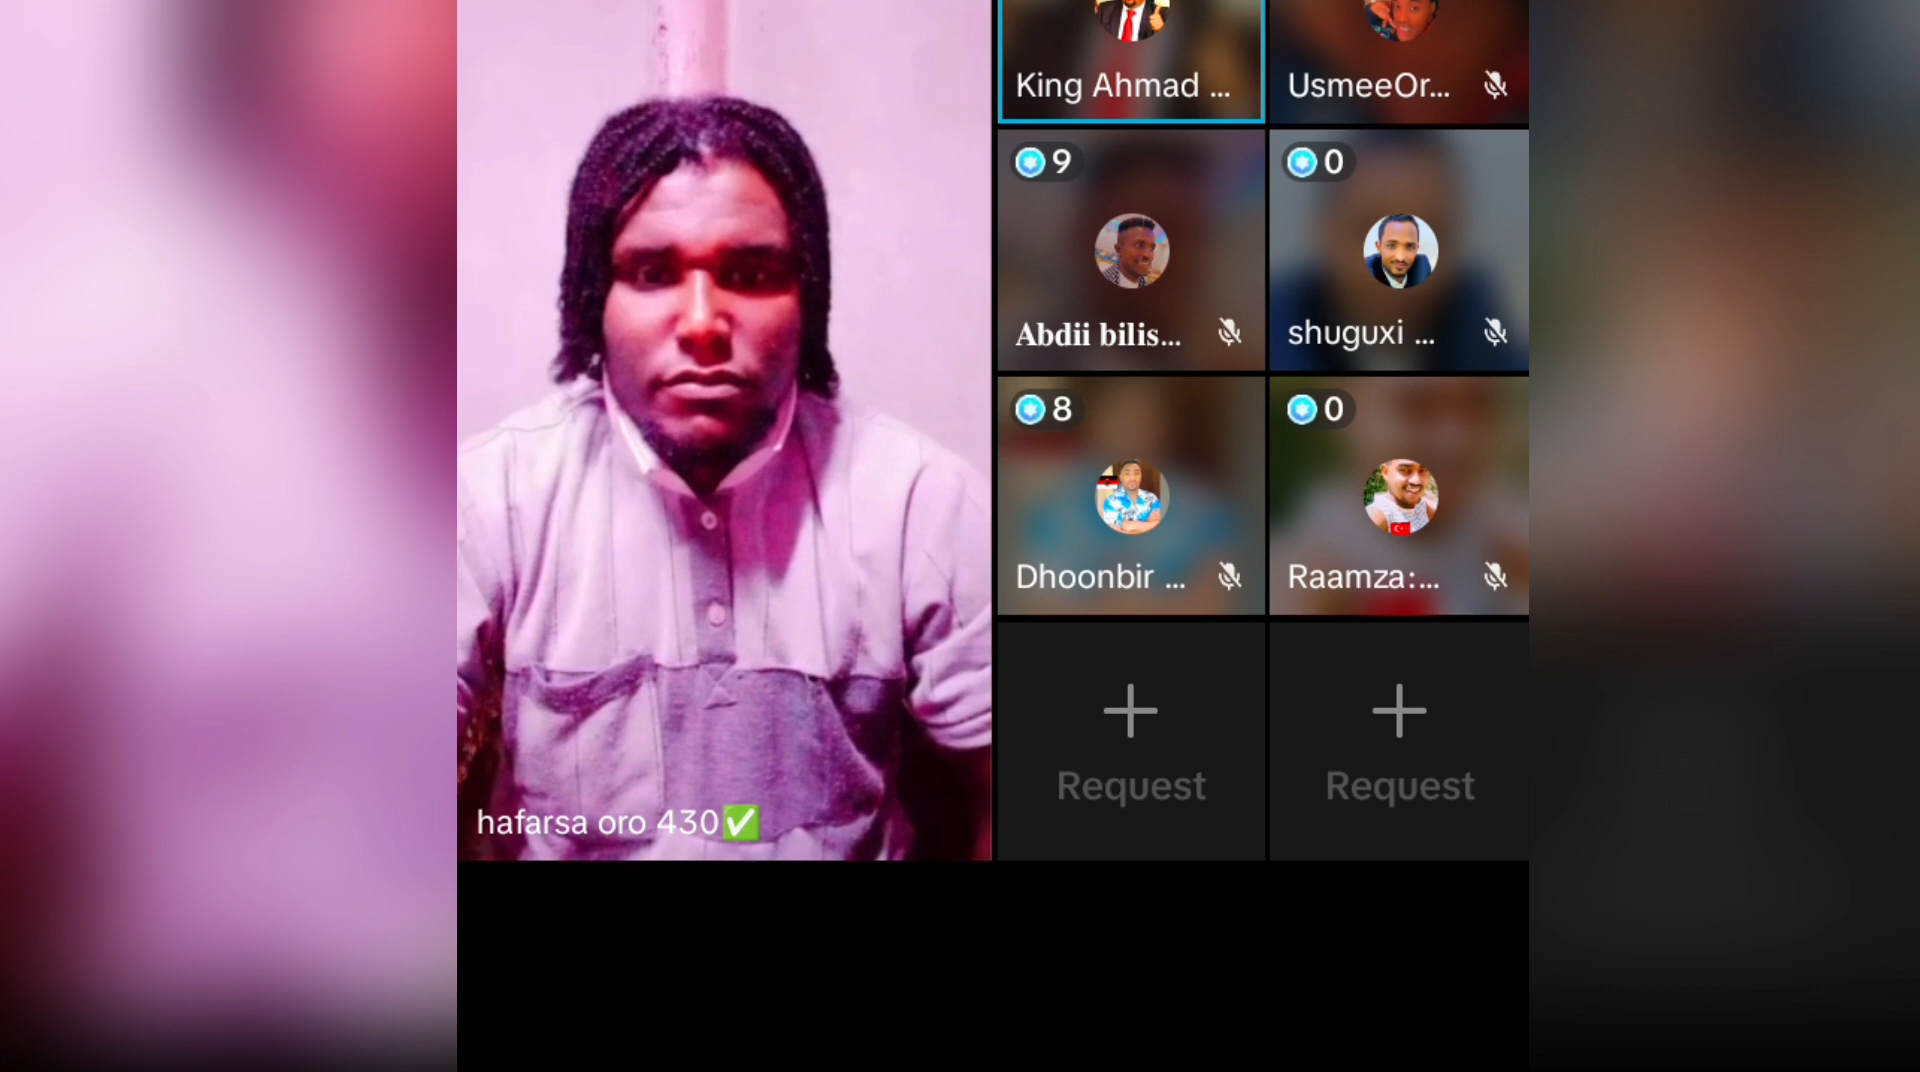 King Ahmad ...
UsmeeOr...
9
0
Abdii bilis...
shuguxi ...
8
0
Dhoonbir ...
Raamza:...
Request
Request
hafarsa oro 430✅